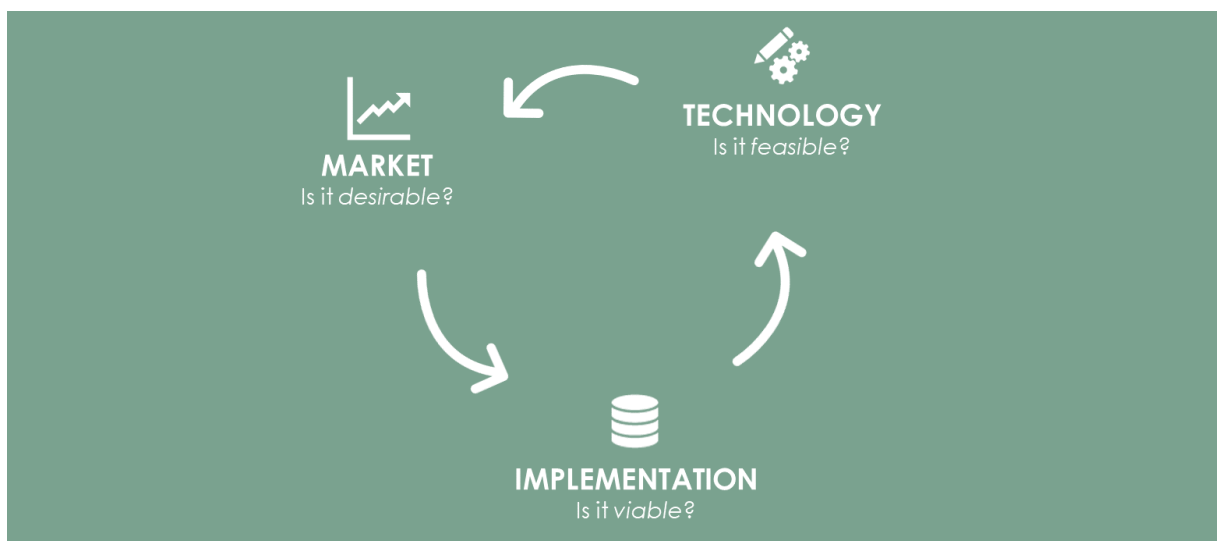 TECHNOLOGY
Is it feasible?
MARKET
Is it desirable?
IMPLEMENTATION
Is it viable?